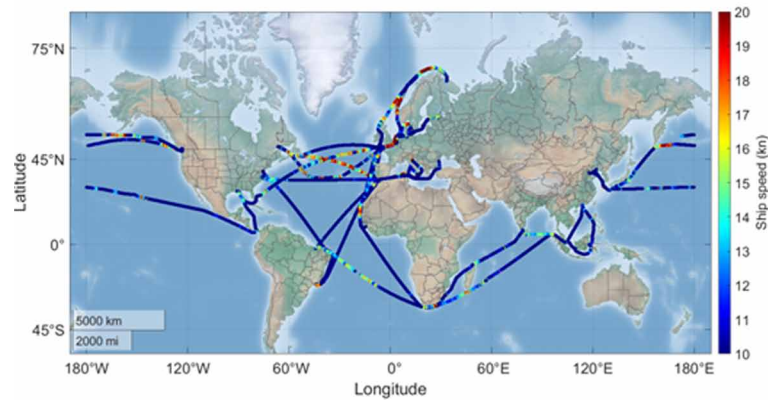 75°N
45°N
0°
45°S
Latitude
5000 km
2000 mi
180°W
120°W
60°W
0°
60°E
120°E
180°E
Longitude
20
19
18
17
16
15
14
13
12
11
10
Ship speed (kn)